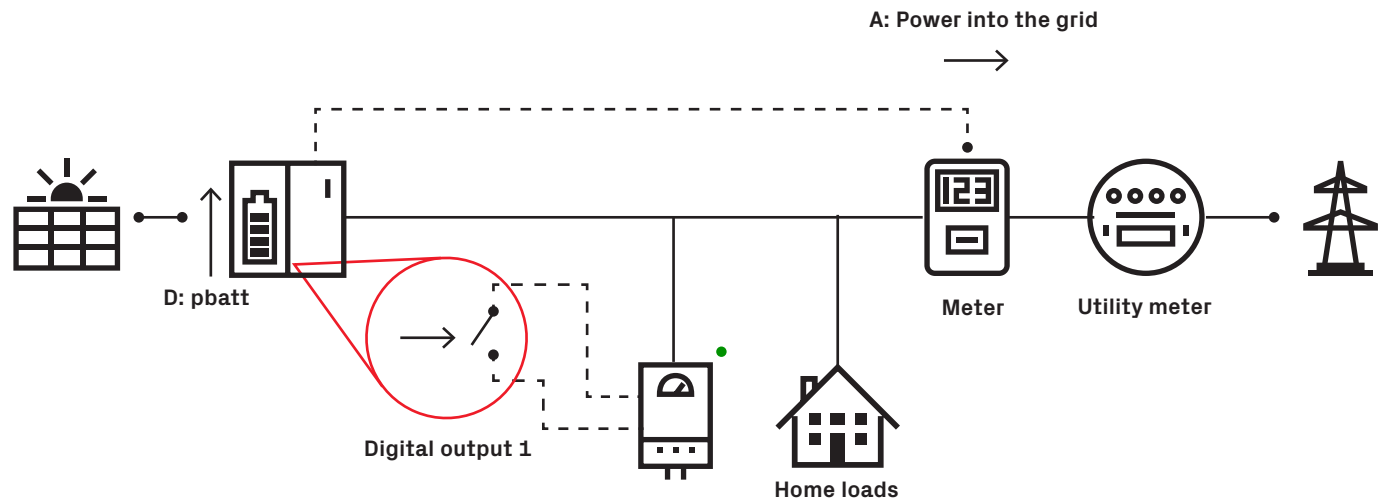 A: Power into the grid
123
D: pbatt
Meter
Utility meter
Digital output 1
Home loads